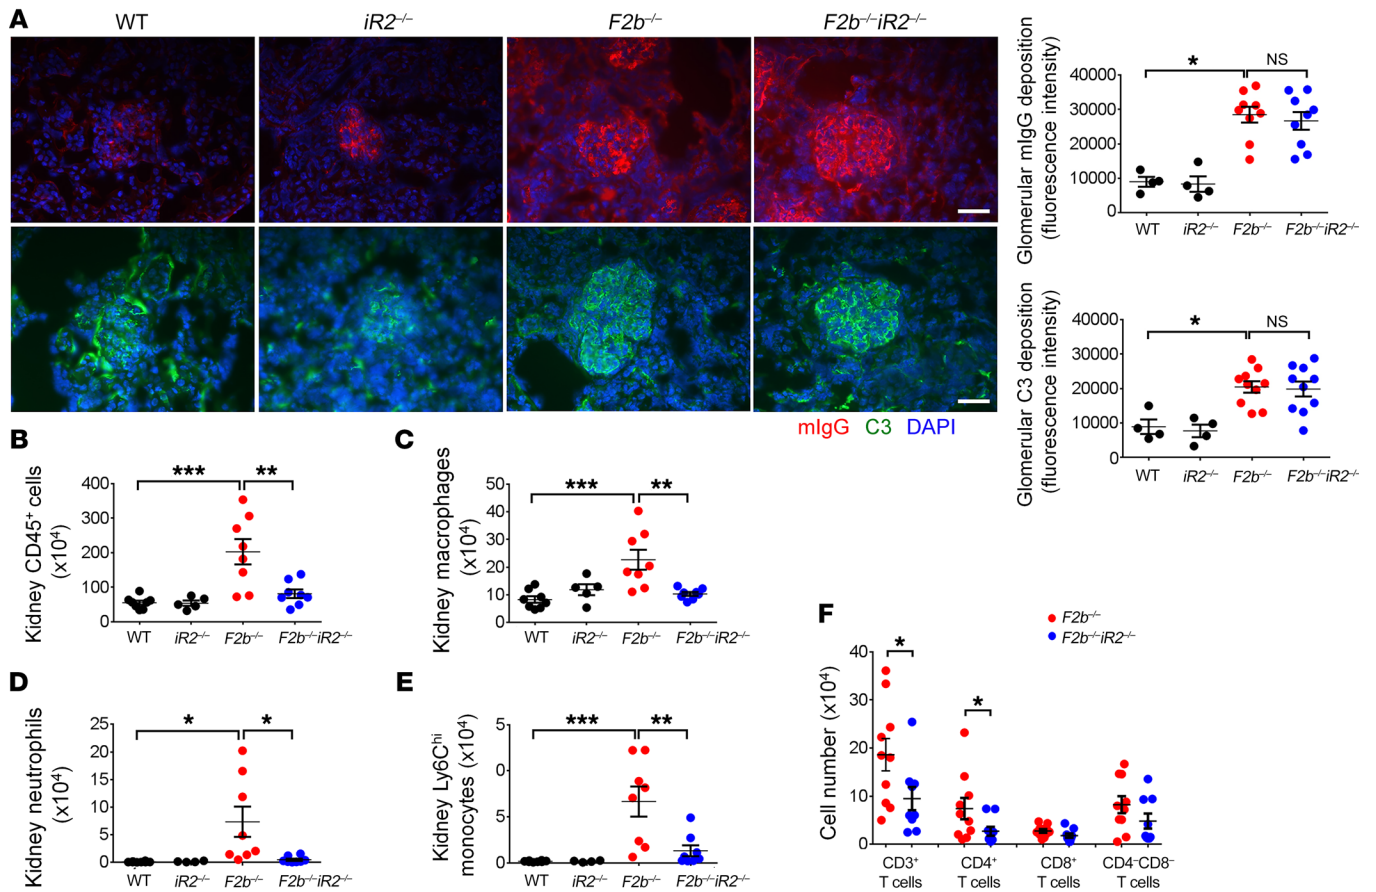 A
WT
iR2⁻/⁻
F2b⁻/⁻
F2b⁻/⁻iR2⁻/⁻
mIgG C3 DAPI
Glomerular mIgG deposition
(fluorescence intensity)
40000
30000
20000
10000
0
*
NS
WT
iR2⁻/⁻
F2b⁻/⁻
F2b⁻/⁻iR2⁻/⁻
Glomerular C3 deposition
(fluorescence intensity)
40000
30000
20000
10000
0
*
NS
WT
iR2⁻/⁻
F2b⁻/⁻
F2b⁻/⁻iR2⁻/⁻
B
Kidney CD45⁺ cells
(x10⁴)
400
300
200
100
0
***
**
WT
iR2⁻/⁻
F2b⁻/⁻
F2b⁻/⁻iR2⁻/⁻
C
Kidney macrophages
(x10⁴)
50
40
30
20
10
0
***
**
WT
iR2⁻/⁻
F2b⁻/⁻
F2b⁻/⁻iR2⁻/⁻
D
Kidney neutrophils
(x10⁴)
25
20
15
10
5
0
*
*
WT
iR2⁻/⁻
F2b⁻/⁻
F2b⁻/⁻iR2⁻/⁻
E
Kidney Ly6Cʰⁱ
monocytes (x10⁴)
5
0
5
0
***
**
WT
iR2⁻/⁻
F2b⁻/⁻
F2b⁻/⁻iR2⁻/⁻
F
F2b⁻/⁻
F2b⁻/⁻iR2⁻/⁻
Cell number (x10⁴)
40
30
20
10
0
*
*
CD3⁺
T cells
CD4⁺
T cells
CD8⁺
T cells
CD4⁻CD8⁻
T cells